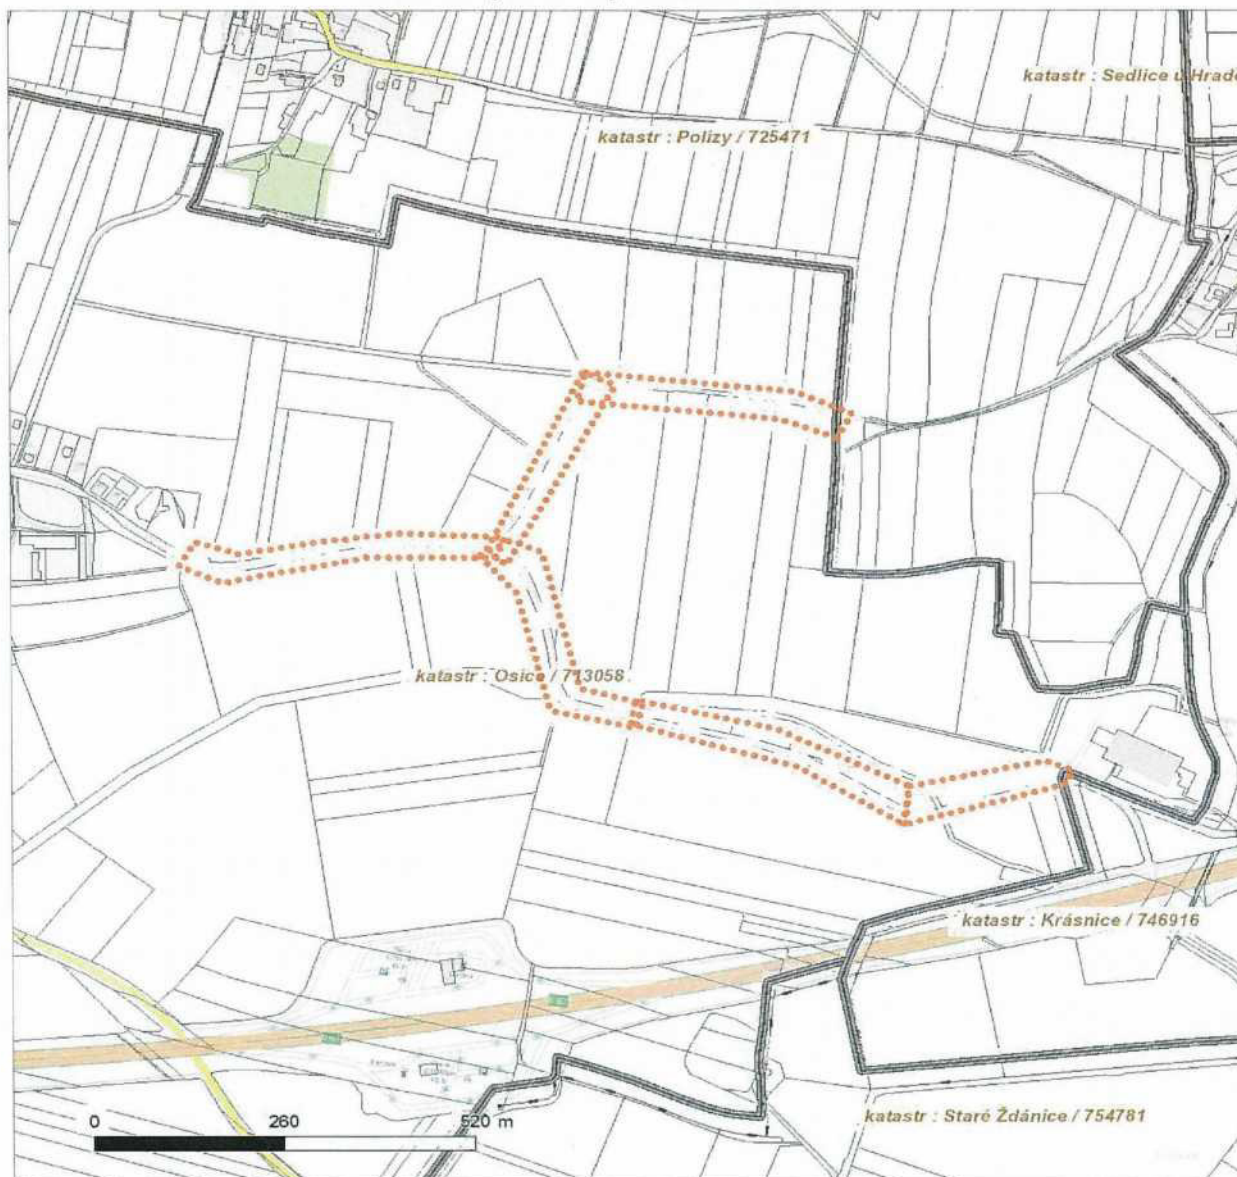 katastr : Sedlice u Hrade
katastr : Polizy / 725471
katastr : Osice / 713058
katastr : Krásnice / 746916
0 260 520 m
katastr : Staré Ždánice / 754781